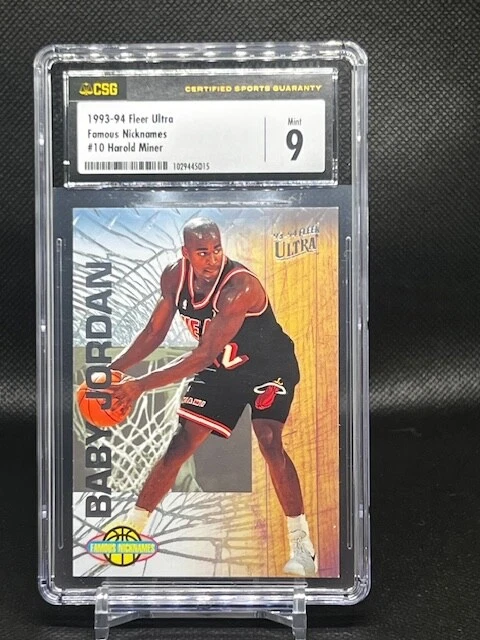 CSG
CERTIFIED SPORTS GUARANTY
1993-94 Fleer Ultra
Famous Nicknames
#10 Harold Miner
Mint
9
1029445015
'93-'94 FLEER
ULTRA
BABY JORDAN
FAMOUS NICKNAMES